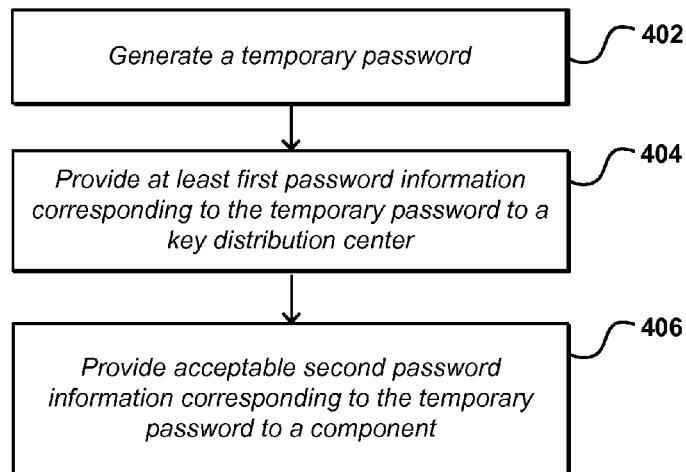 Generate a temporary password
402
404
Provide at least first password information
corresponding to the temporary password to a
key distribution center
406
Provide acceptable second password
information corresponding to the temporary
password to a component